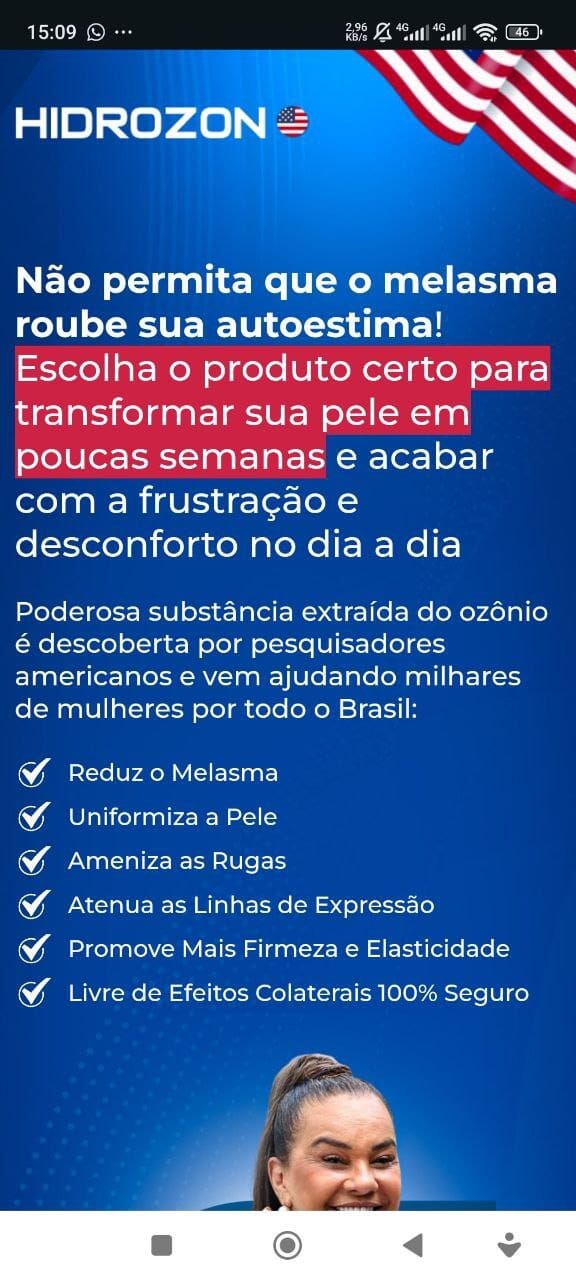 15:09
2,96 KB/s 4G 4G 46
HIDROZON
Não permita que o melasma
roube sua autoestima!
Escolha o produto certo para
transformar sua pele em
poucas semanas e acabar
com a frustração e
desconforto no dia a dia
Poderosa substância extraída do ozônio
é descoberta por pesquisadores
americanos e vem ajudando milhares
de mulheres por todo o Brasil:
Reduz o Melasma
Uniformiza a Pele
Ameniza as Rugas
Atenua as Linhas de Expressão
Promove Mais Firmeza e Elasticidade
Livre de Efeitos Colaterais 100% Seguro